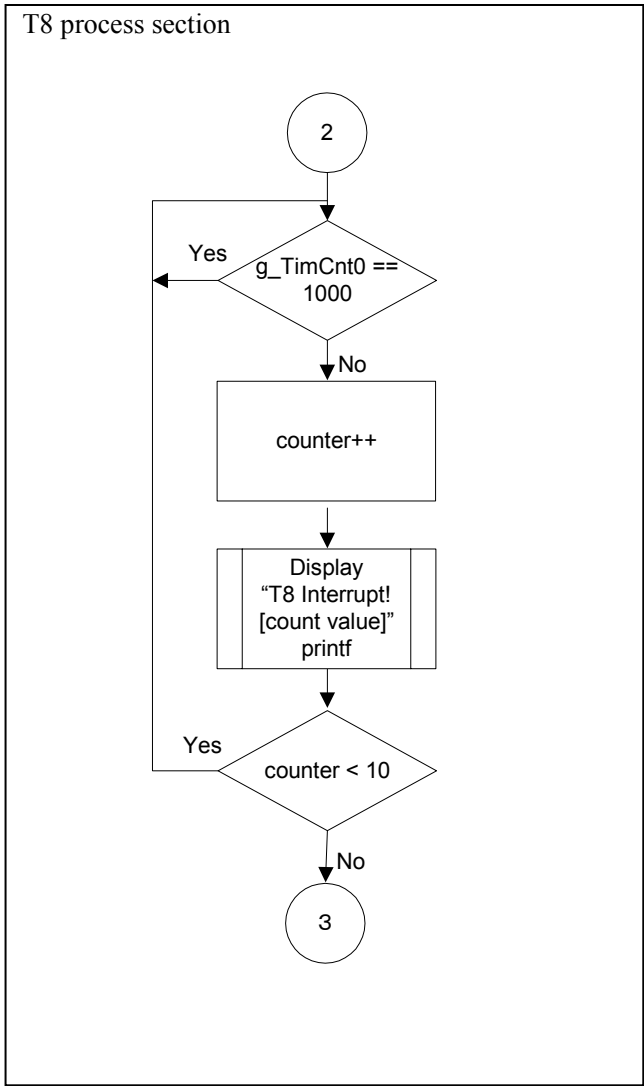 T8 process section
2
Yes
g_TimCnt0 ==
1000
No
counter++
Display
“T8 Interrupt!
[count value]”
printf
Yes
counter < 10
No
3